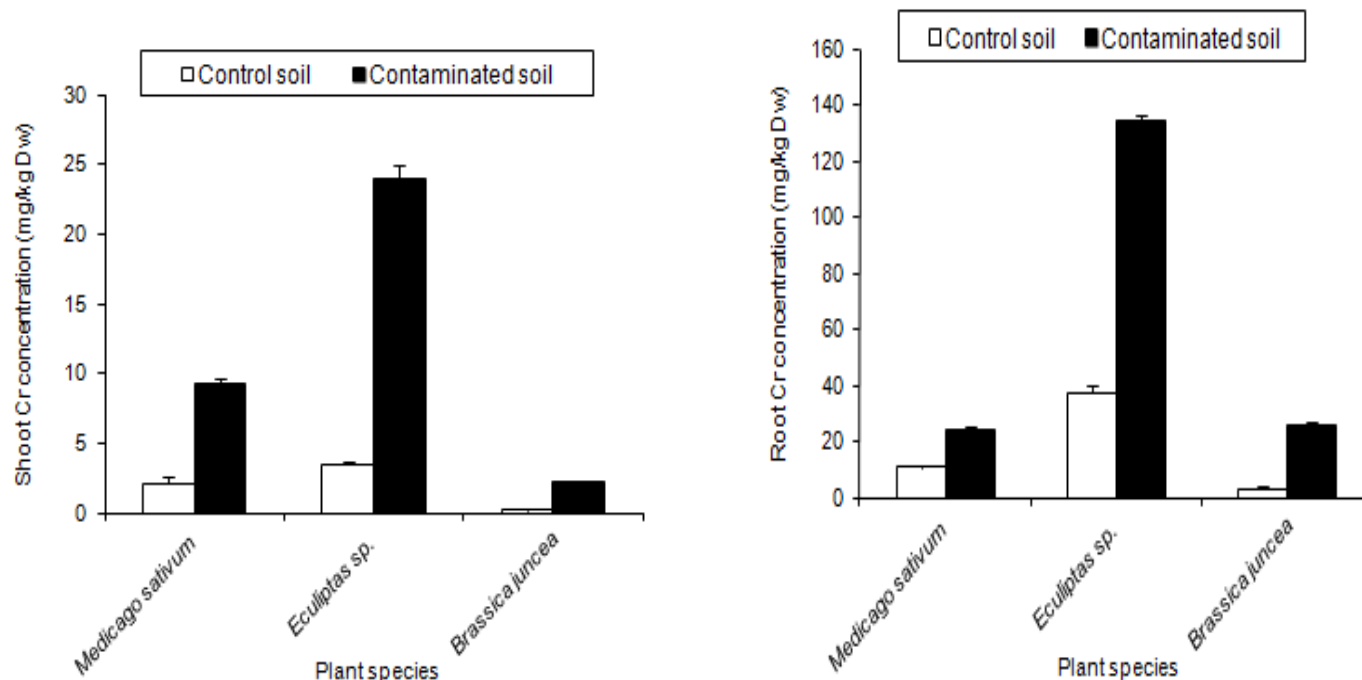 Control soil Contaminated soil
Shoot Cr concentration (mg/kg Dw)
30
25
20
15
10
5
0
Medicago sativum
Eculiptas sp.
Brassica juncea
Plant species
Control soil Contaminated soil
Root Cr concentration (mg/kg Dw)
160
140
120
100
80
60
40
20
0
Medicago sativum
Eculiptas sp.
Brassica juncea
Plant species